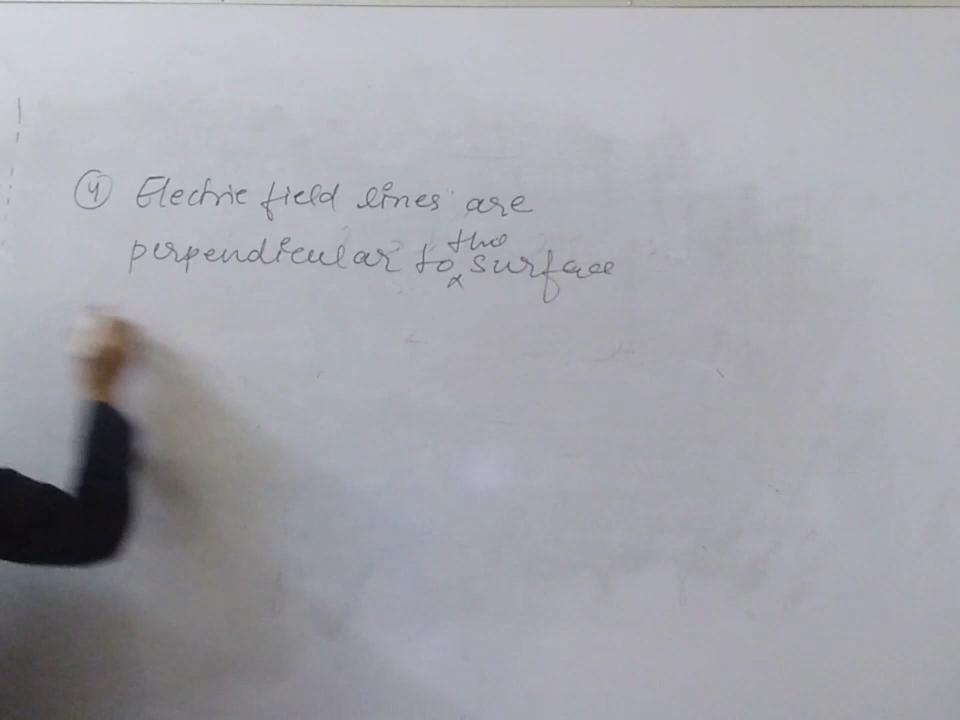 ④ Electric field lines are
perpendicular to the surface